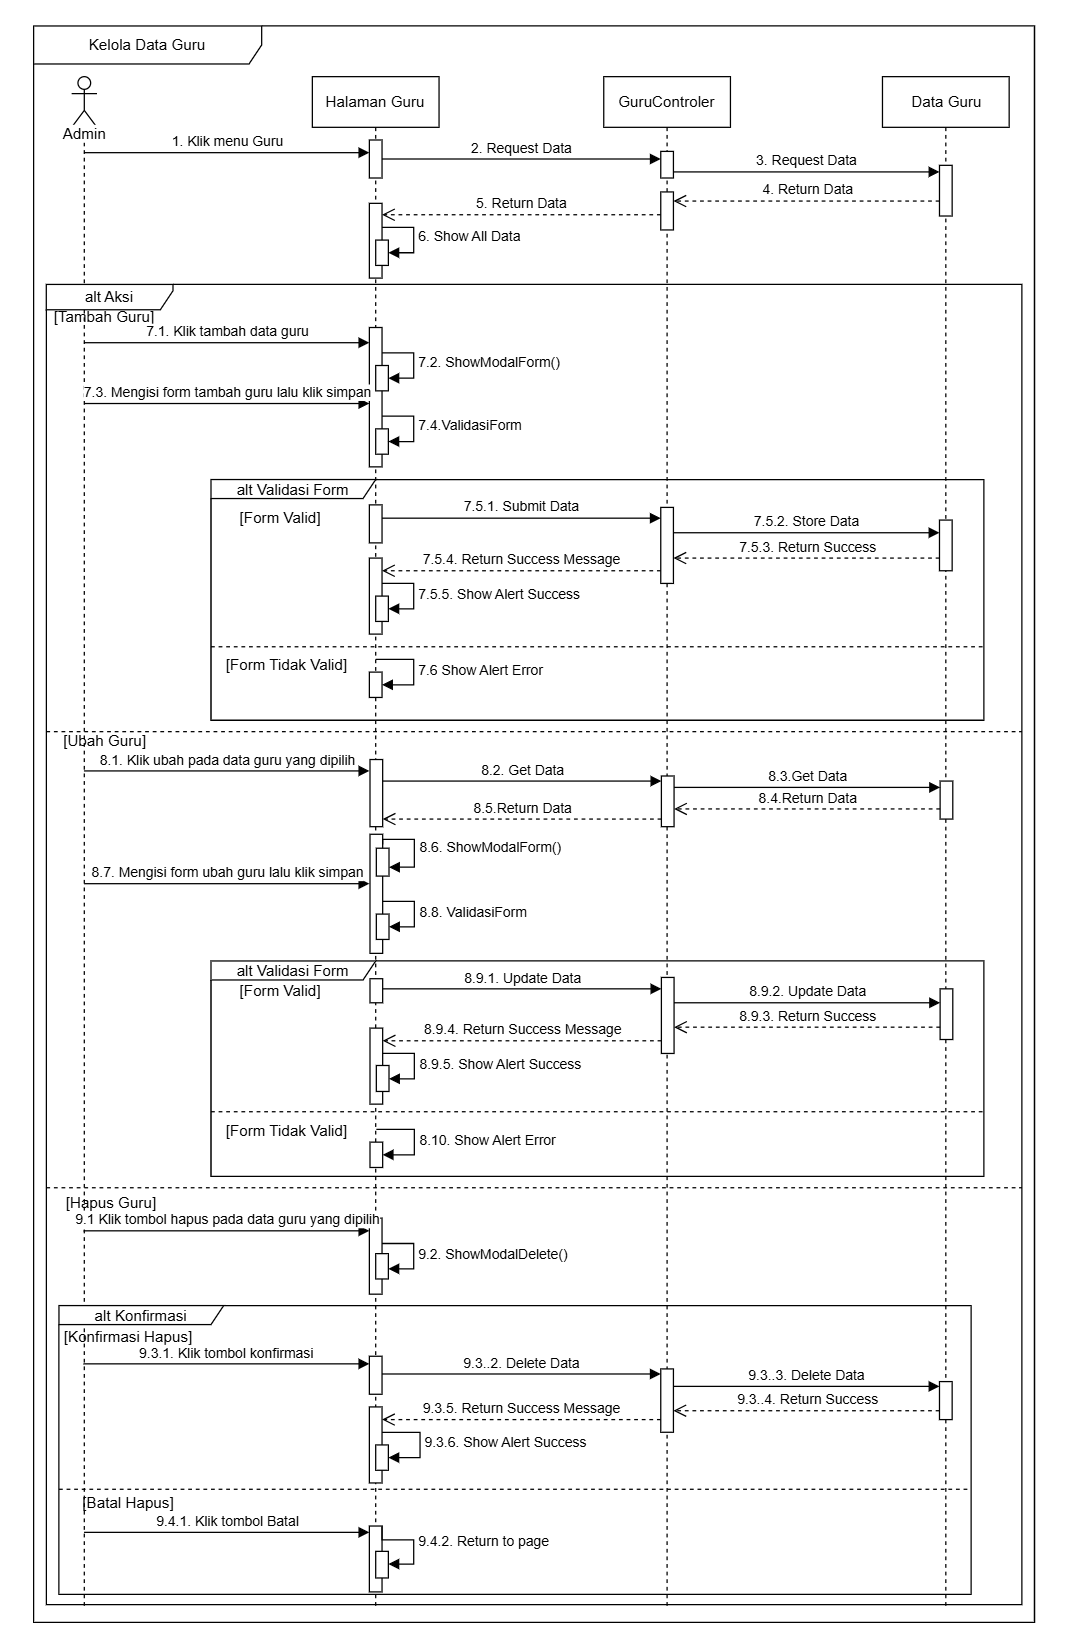 Kelola Data Guru
Admin
Halaman Guru
GuruControler
Data Guru
1. Klik menu Guru
2. Request Data
3. Request Data
4. Return Data
5. Return Data
6. Show All Data
alt Aksi
[Tambah Guru]
7.1. Klik tambah data guru
7.2. ShowModalForm()
7.3. Mengisi form tambah guru lalu klik simpan
7.4.ValidasiForm
alt Validasi Form
[Form Valid]
7.5.1. Submit Data
7.5.2. Store Data
7.5.3. Return Success
7.5.4. Return Success Message
7.5.5. Show Alert Success
[Form Tidak Valid]
7.6 Show Alert Error
[Ubah Guru]
8.1. Klik ubah pada data guru yang dipilih
8.2. Get Data
8.3.Get Data
8.4.Return Data
8.5.Return Data
8.6. ShowModalForm()
8.7. Mengisi form ubah guru lalu klik simpan
8.8. ValidasiForm
alt Validasi Form
[Form Valid]
8.9.1. Update Data
8.9.2. Update Data
8.9.3. Return Success
8.9.4. Return Success Message
8.9.5. Show Alert Success
[Form Tidak Valid]
8.10. Show Alert Error
[Hapus Guru]
9.1 Klik tombol hapus pada data guru yang dipilih
9.2. ShowModalDelete()
alt Konfirmasi
[Konfirmasi Hapus]
9.3.1. Klik tombol konfirmasi
9.3..2. Delete Data
9.3..3. Delete Data
9.3..4. Return Success
9.3.5. Return Success Message
9.3.6. Show Alert Success
[Batal Hapus]
9.4.1. Klik tombol Batal
9.4.2. Return to page